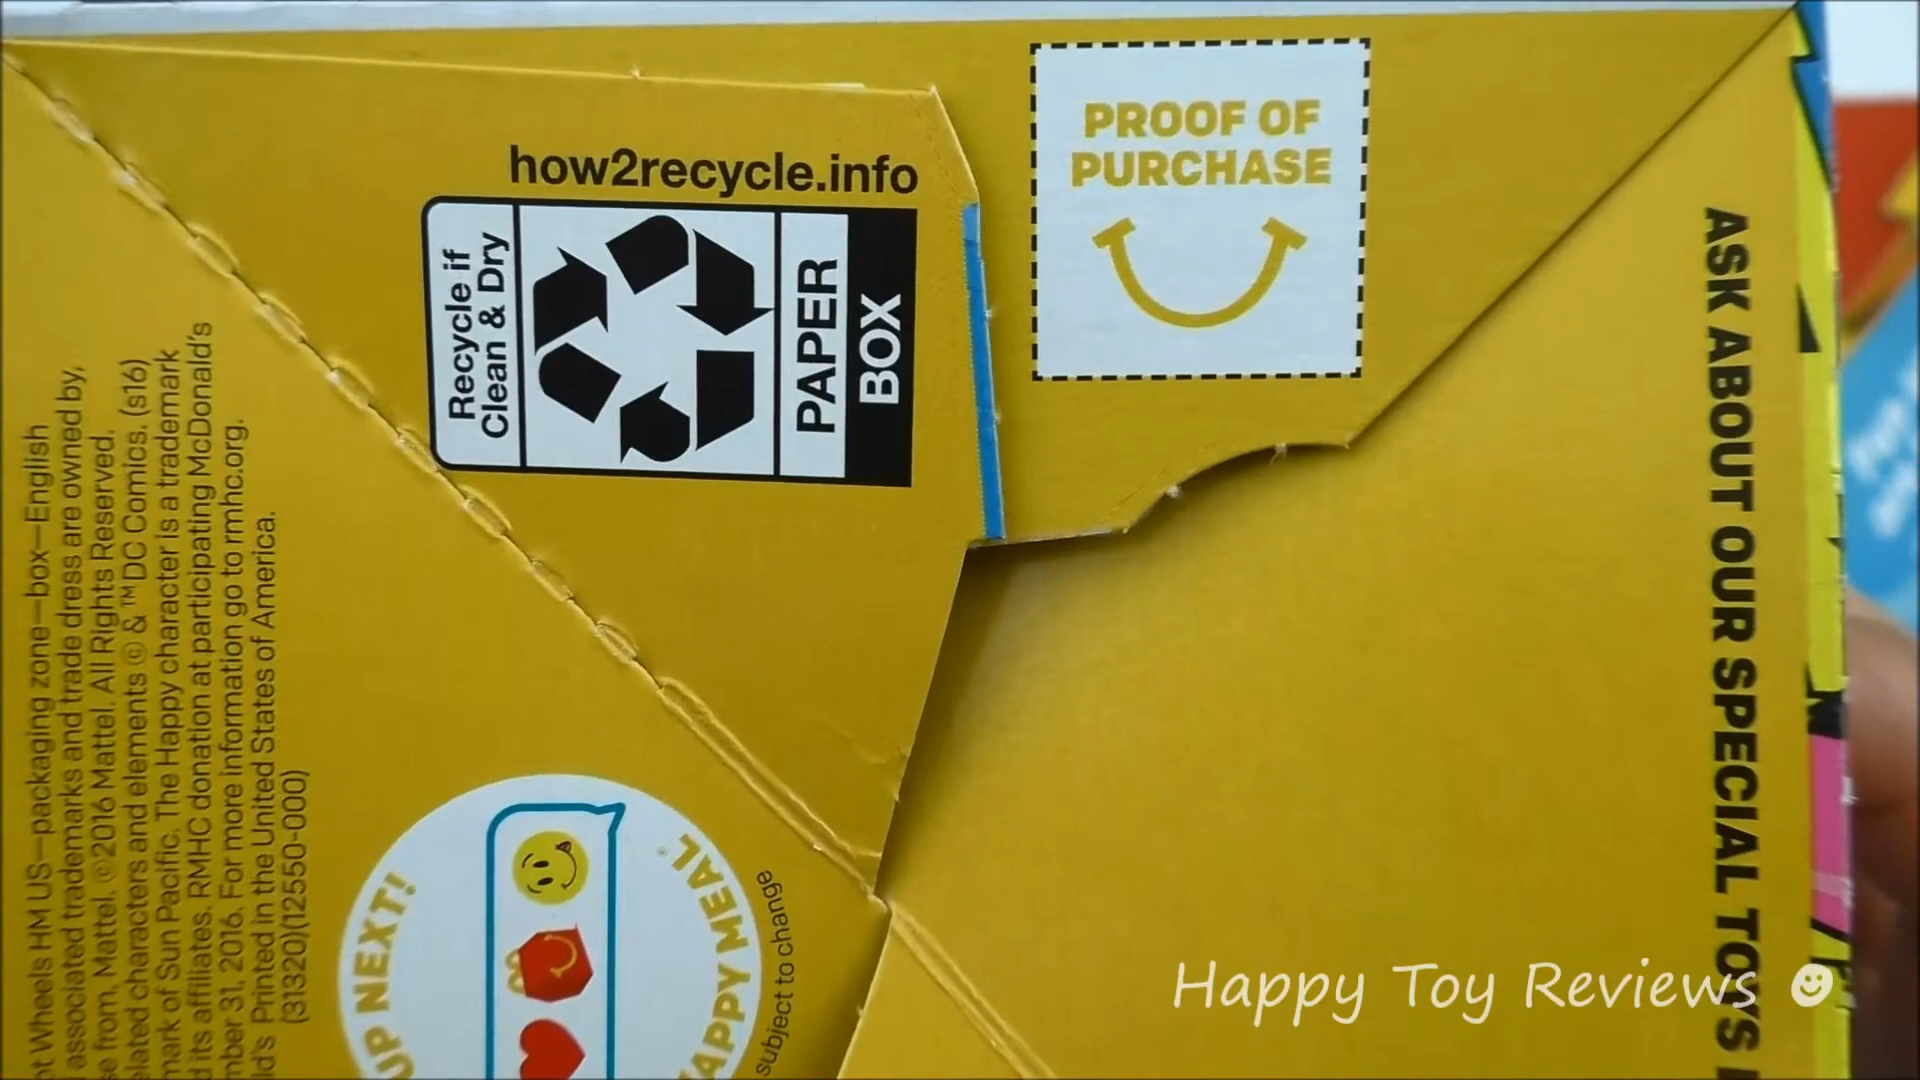 how2recycle.info
Recycle if
Clean & Dry
PAPER
BOX
PROOF OF
PURCHASE
ASK ABOUT OUR SPECIAL TOYS
Wheels HM US—packaging zone—box—English
associated trademarks and trade dress are owned by,
from, Mattel. ©2016 Mattel. All Rights Reserved.
characters and elements © & ™ DC Comics. (s16)
of Sun Pacific. The Happy character is a trademark
its affiliates. RMHC donation at participating McDonald's
31, 2016. For more information go to rmhc.org.
Printed in the United States of America.
(31320)(12550-000)
UP NEXT!
HAPPY MEAL®
subject to change
Happy Toy Reviews